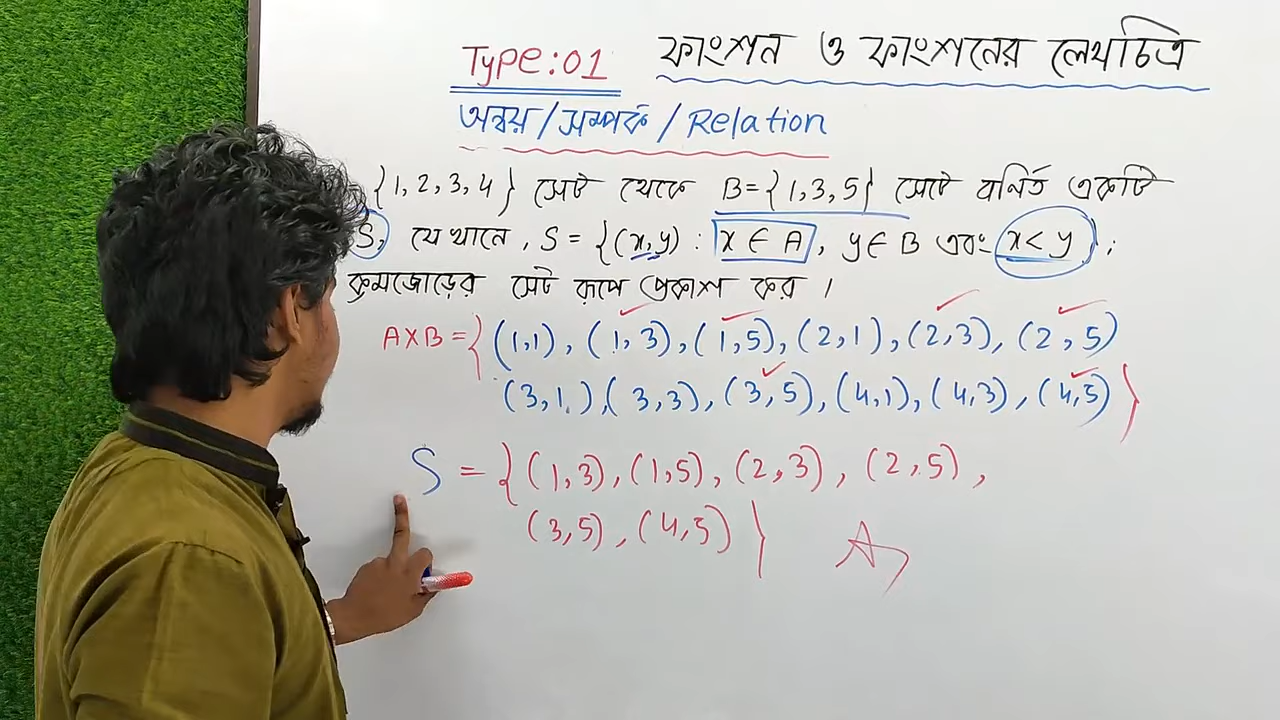 Type:01 ফাংশন ও ফাংশনের লেখচিত্র
অন্বয়/সম্পর্ক/Relation
{1,2,3,4} সেট থেকে B={1,3,5} সেটে বর্নিত একটি
S, যেখানে, S = {(x,y) : x ∈ A, y ∈ B এবং x < y};
ক্রমজোড়ের সেট রূপে প্রকাশ কর ।
A×B = {(1,1), (1,3), (1,5), (2,1), (2,3), (2,5)
(3,1), (3,3), (3,5), (4,1), (4,3), (4,5)}
S = {(1,3), (1,5), (2,3), (2,5),
(3,5), (4,5)}